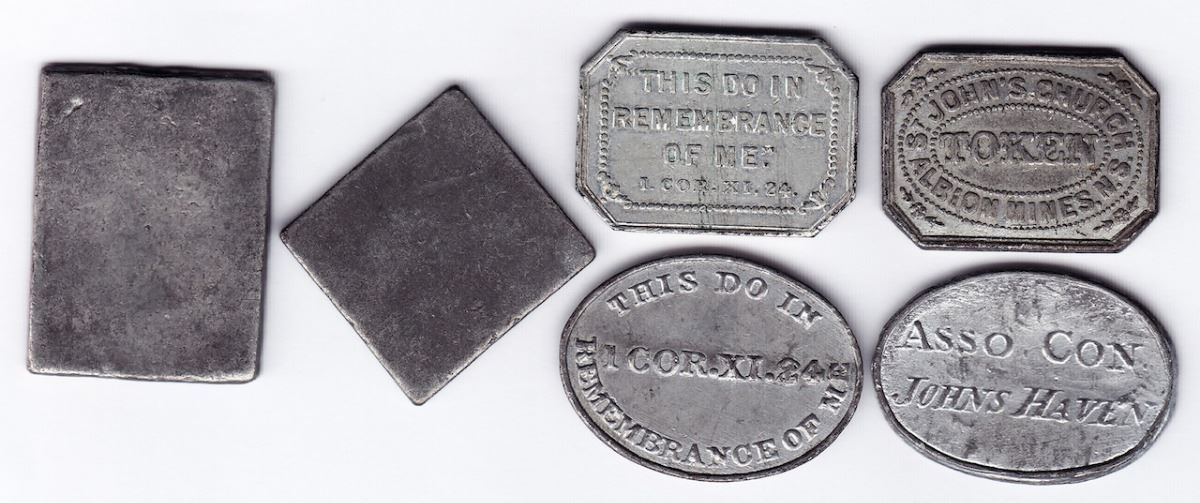 THIS DO IN
REMEMBRANCE
OF ME.
1. COR. XI. 24.
ST JOHN'S CHURCH
TOKEN
ALBION MINES. N.S.
THIS DO IN
1 COR. XI. 24
REMEMBRANCE OF ME
ASSO CON
JOHNS HAVEN